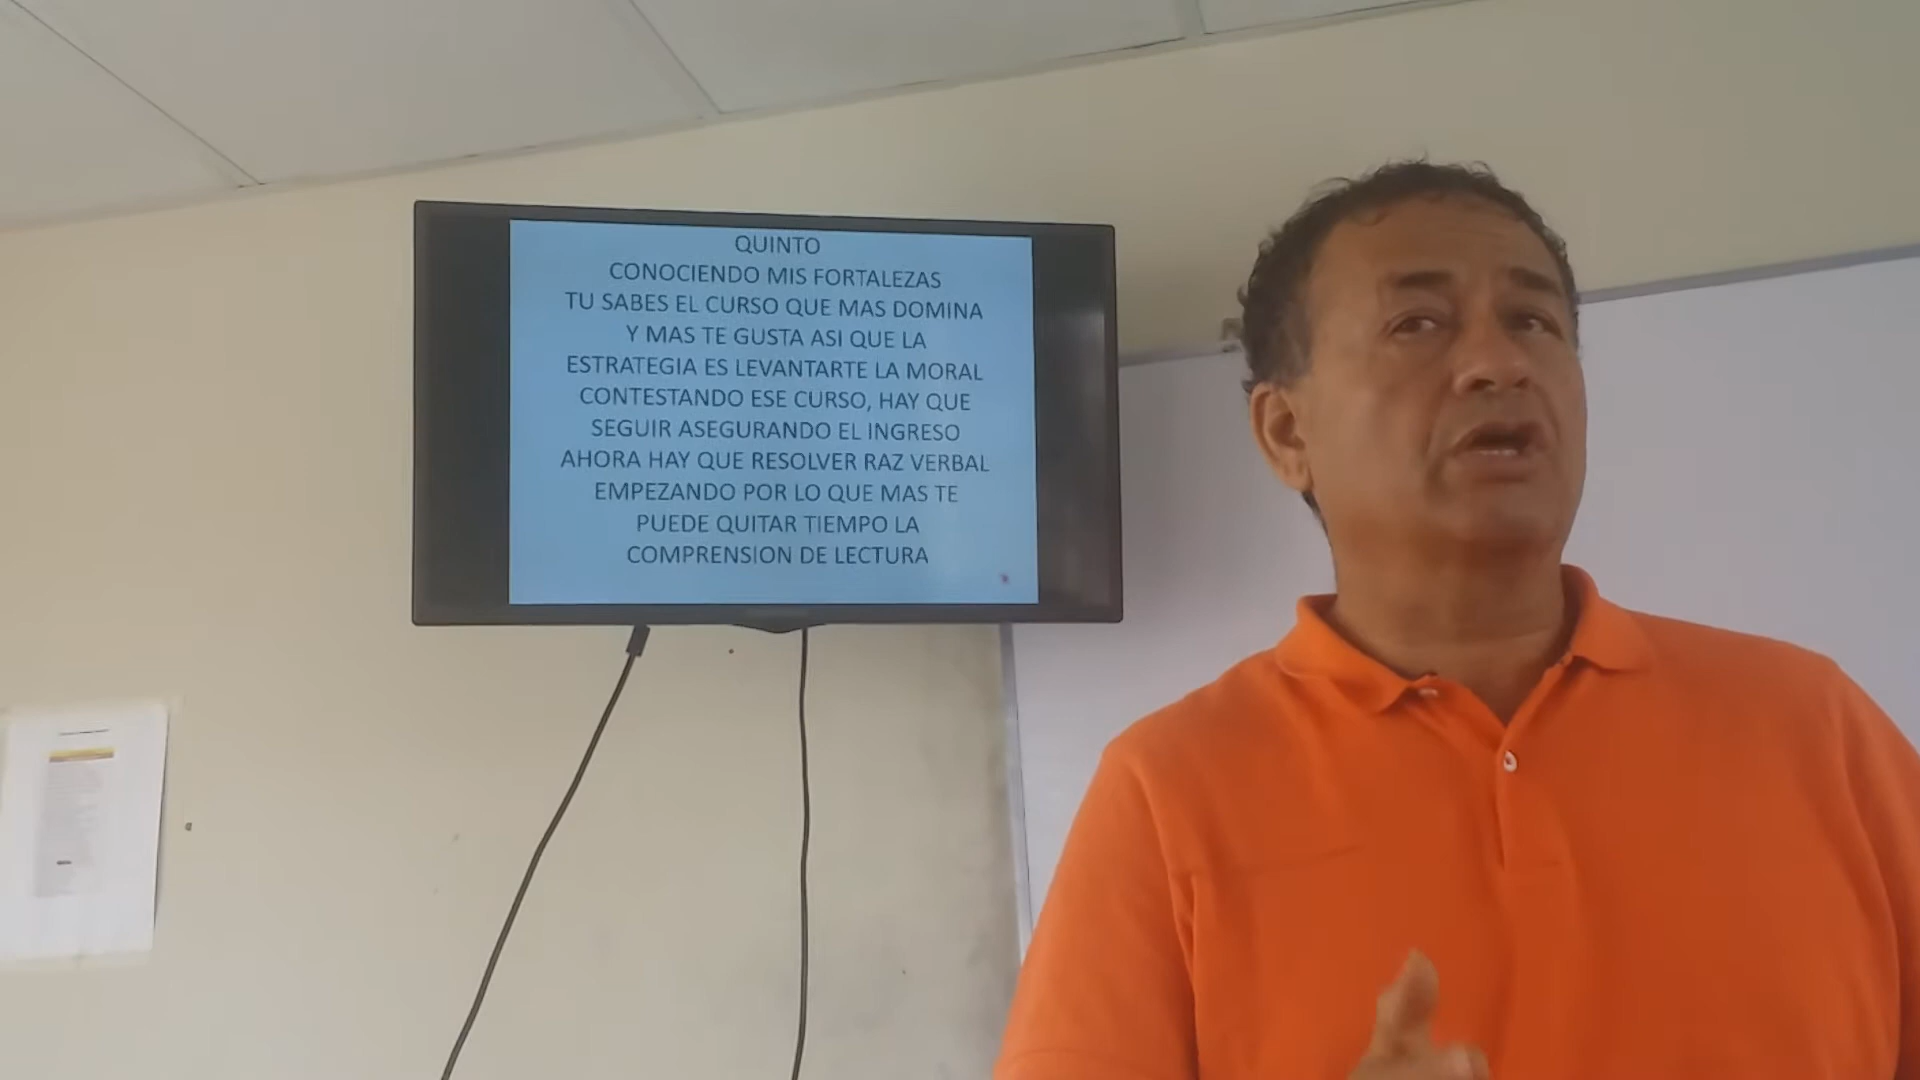 QUINTO
CONOCIENDO MIS FORTALEZAS
TU SABES EL CURSO QUE MAS DOMINA
Y MAS TE GUSTA ASI QUE LA
ESTRATEGIA ES LEVANTARTE LA MORAL
CONTESTANDO ESE CURSO, HAY QUE
SEGUIR ASEGURANDO EL INGRESO
AHORA HAY QUE RESOLVER RAZ VERBAL
EMPEZANDO POR LO QUE MAS TE
PUEDE QUITAR TIEMPO LA
COMPRENSION DE LECTURA